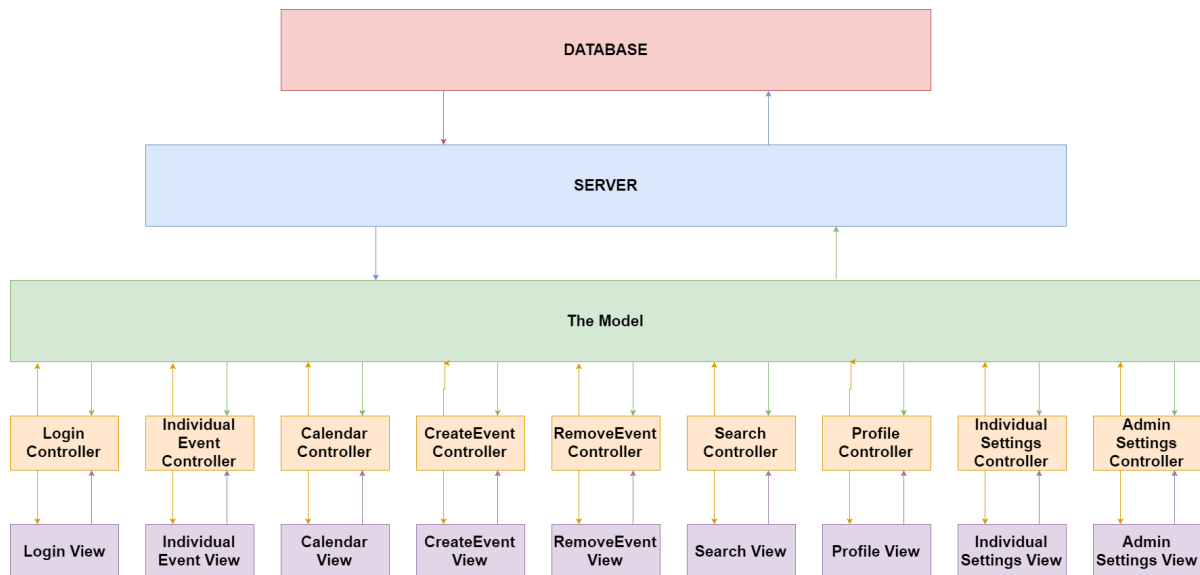 DATABASE
SERVER
The Model
Login
Controller
Individual
Event
Controller
Calendar
Controller
CreateEvent
Controller
RemoveEvent
Controller
Search
Controller
Profile
Controller
Individual
Settings
Controller
Admin
Settings
Controller
Login View
Individual
Event View
Calendar
View
CreateEvent
View
RemoveEvent
View
Search View
Profile View
Individual
Settings View
Admin
Settings View